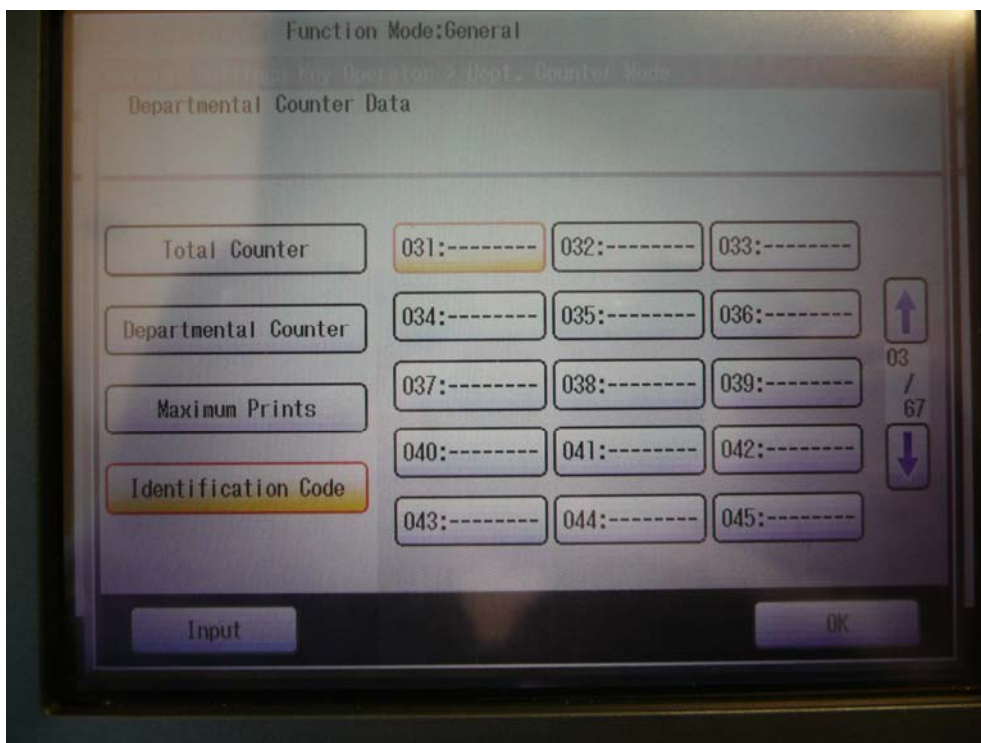 Function Mode:General
Key Operator > Dept. Counter Mode
Departmental Counter Data
Total Counter
031:--------
032:--------
033:--------
Departmental Counter
034:--------
035:--------
036:--------
Maximum Prints
037:--------
038:--------
039:--------
03
/
67
Identification Code
040:--------
041:--------
042:--------
043:--------
044:--------
045:--------
Input
OK